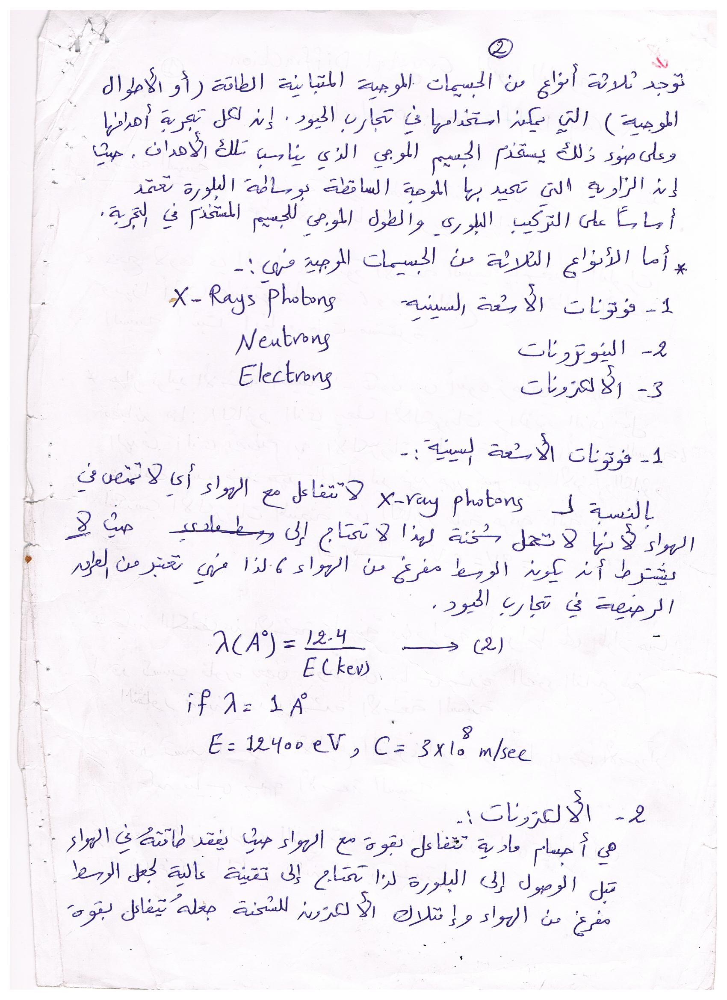 2
توجد ثلاثة أنواع من الجسيمات الموجية المتباينة الطاقة (أو الأطوال
الموجية) التي يمكن استخدامها في تجارب الحيود. إن لكل تجربة أهدافها
وعلى ضوء ذلك يستخدم الجسيم الموجي الذي يناسب تلك الأهداف. حيث
إن الزاوية التي تحيد بها الموجة الساقطة بوساطة البلورة تعتمد
أساساً على التركيب البلوري والطول الموجي للجسيم المستخدم في التجربة.
* أما الأنواع الثلاثة من الجسيمات الموجية فهي :-
1- فوتونات الأشعة السينية X-Rays Photons
2- النيوترونات Neutrons
3- الألكترونات Electrons
1- فوتونات الأشعة السينية :-
بالنسبة لـ X-ray photons لا تتفاعل مع الهواء أي لا تمتص في
الهواء لأنها لا تحمل شحنة لهذا لا تحتاج إلى وسط مادي حيث لا
يشترط أن يكون الوسط مفرغ من الهواء، لذا فهي تعتبر من الطرق
الرخيصة في تجارب الحيود.
λ(A°) = 12.4 / E(kev) ⟶ (2)
if λ = 1 A°
E = 12400 eV, C = 3x10⁸ m/sec
2- الألكترونات :-
هي أجسام مادية تتفاعل بقوة مع الهواء حيث يفقد طاقتهُ في الهواء
قبل الوصول إلى البلورة لذا تحتاج إلى تقنية عالية لجعل الوسط
مفرغ من الهواء وإمتلاك الألكترون للشحنة جعلهُ يتفاعل بقوة